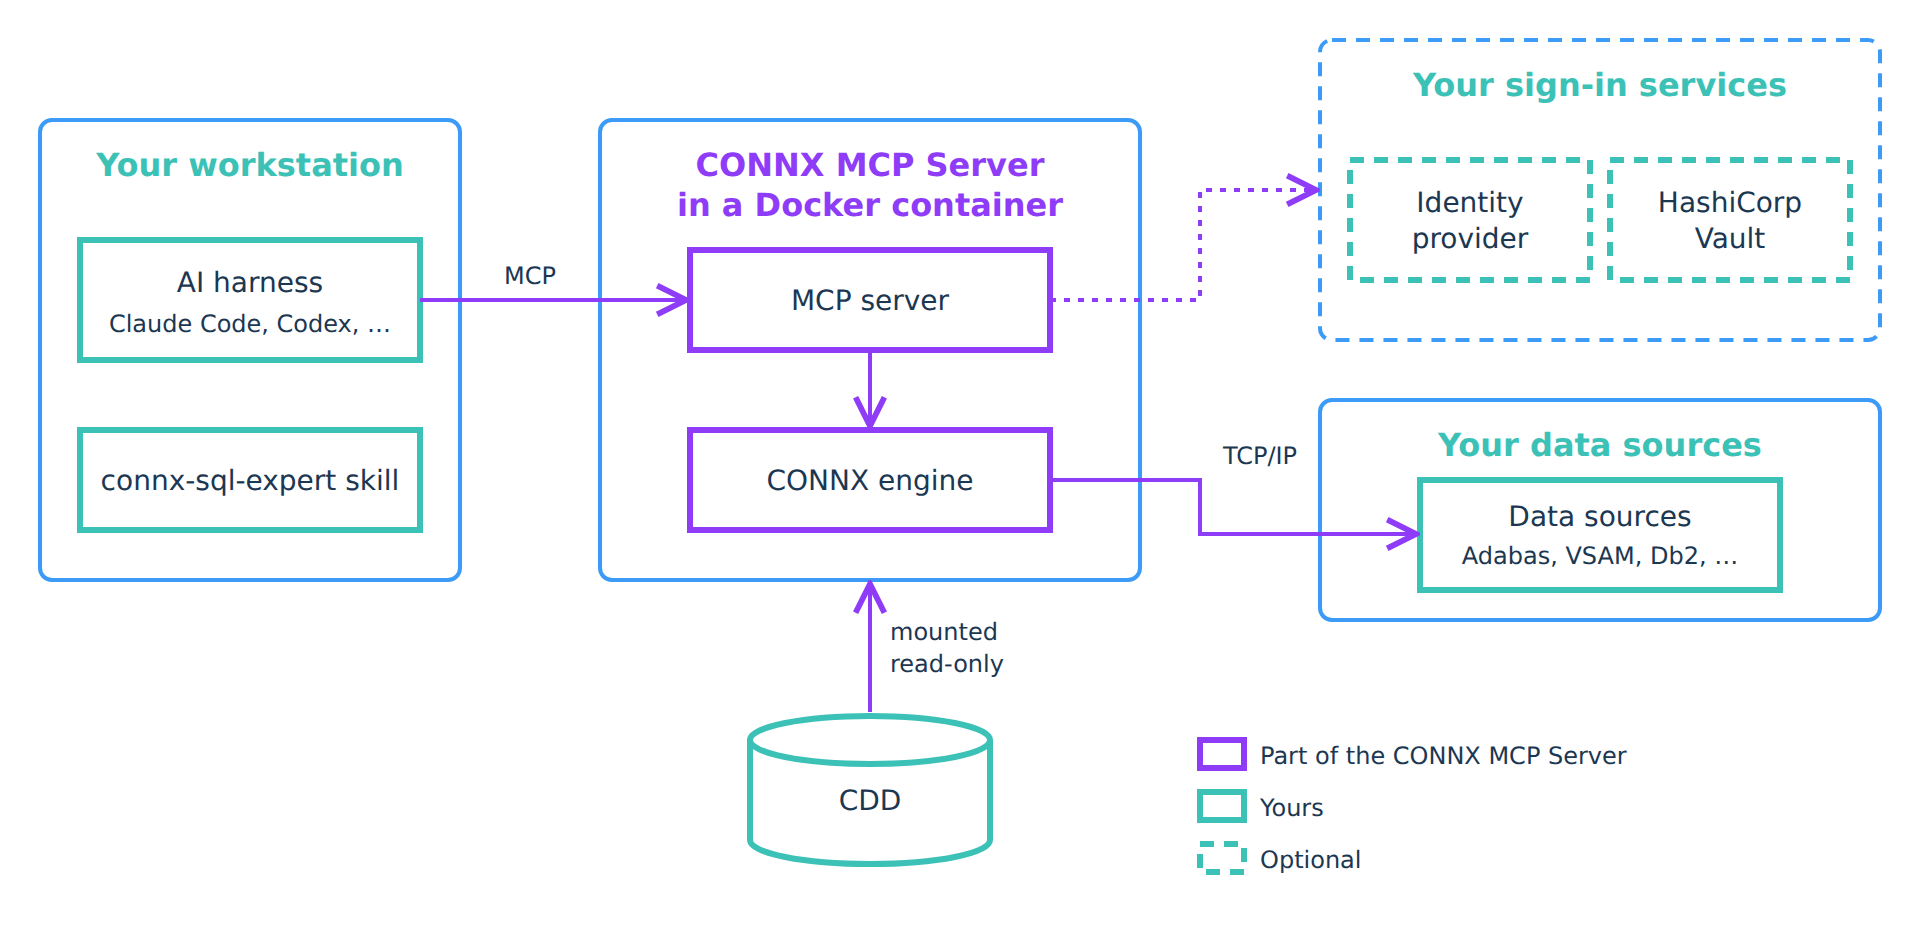 Your workstation
AI harness
Claude Code, Codex, ...
connx-sql-expert skill
MCP
CONNX MCP Server
in a Docker container
MCP server
CONNX engine
mounted
read-only
CDD
Your sign-in services
Identity
provider
HashiCorp
Vault
TCP/IP
Your data sources
Data sources
Adabas, VSAM, Db2, ...
Part of the CONNX MCP Server
Yours
Optional